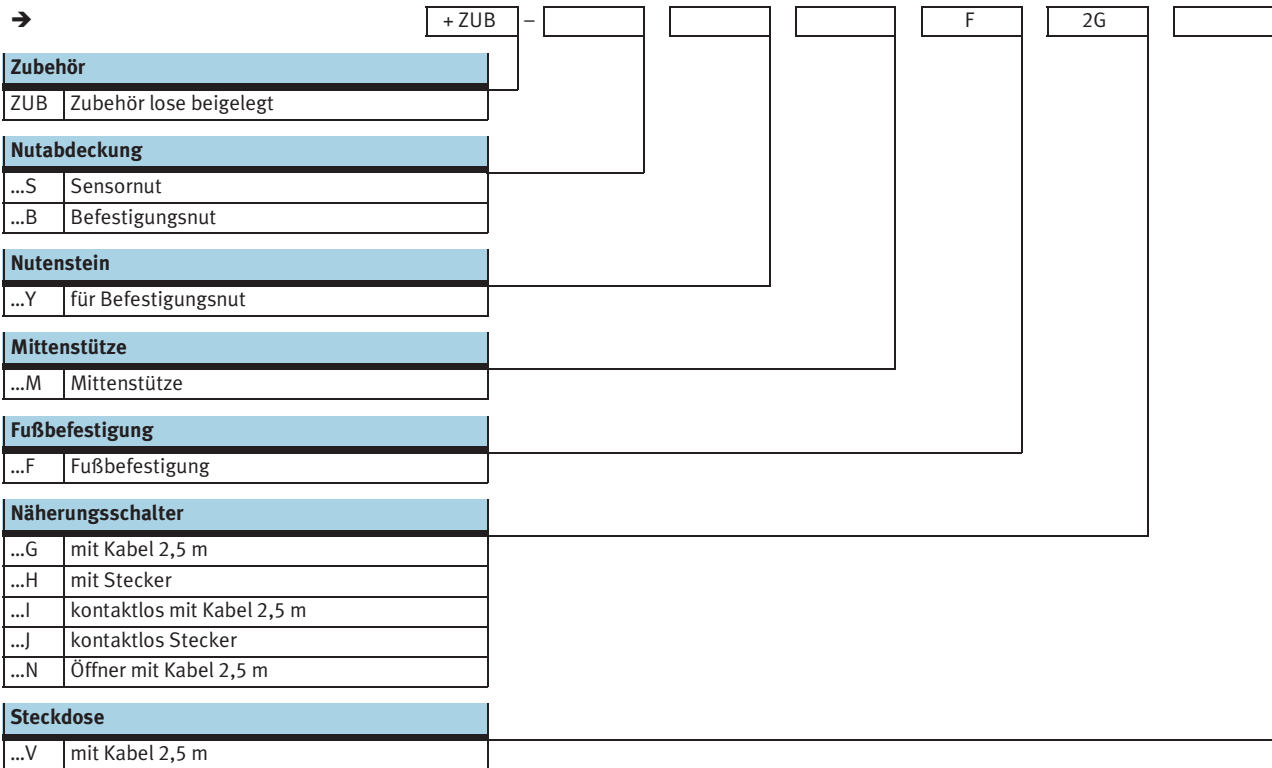 ➔ + ZUB – F 2G
Zubehör
ZUB Zubehör lose beigelegt
Nutabdeckung
...S Sensornut
...B Befestigungsnut
Nutenstein
...Y für Befestigungsnut
Mittenstütze
...M Mittenstütze
Fußbefestigung
...F Fußbefestigung
Näherungsschalter
...G mit Kabel 2,5 m
...H mit Stecker
...I kontaktlos mit Kabel 2,5 m
...J kontaktlos Stecker
...N Öffner mit Kabel 2,5 m
Steckdose
...V mit Kabel 2,5 m